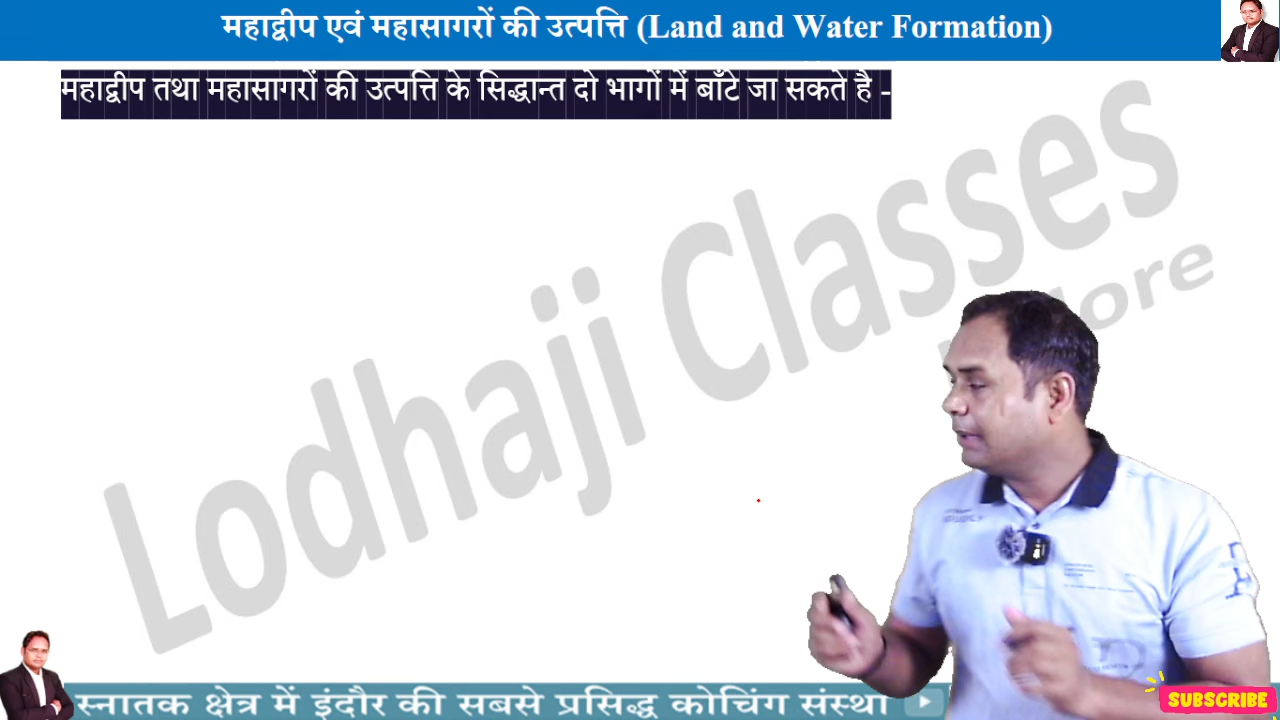 महाद्वीप एवं महासागरों की उत्पत्ति (Land and Water Formation)
महाद्वीप तथा महासागरों की उत्पत्ति के सिद्धान्त दो भागों में बाँटे जा सकते है -
Lodhaji Classes
स्नातक क्षेत्र में इंदौर की प्रसिद्ध कोचिंग संस्था
SUBSCRIBE